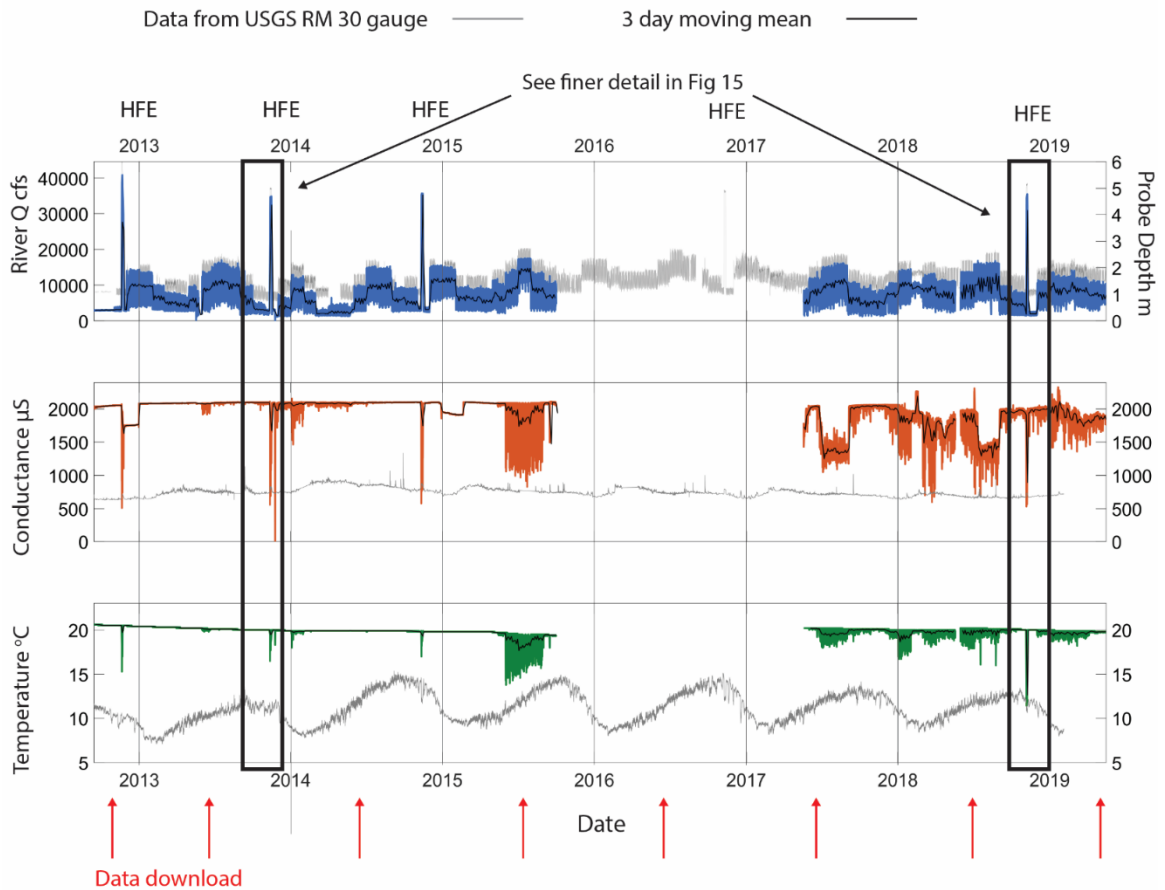 Data from USGS RM 30 gauge
3 day moving mean
See finer detail in Fig 15
HFE HFE HFE HFE HFE
2013 2014 2015 2016 2017 2018 2019
River Q cfs
40000
30000
20000
10000
0
6
5
4
3
2
1
0
Probe Depth m
Conductance µS
2000
1500
1000
500
0
2000
1500
1000
500
0
Temperature °C
20
15
10
5
20
15
10
5
2013 2014 2015 2016 2017 2018 2019
Date
Data download